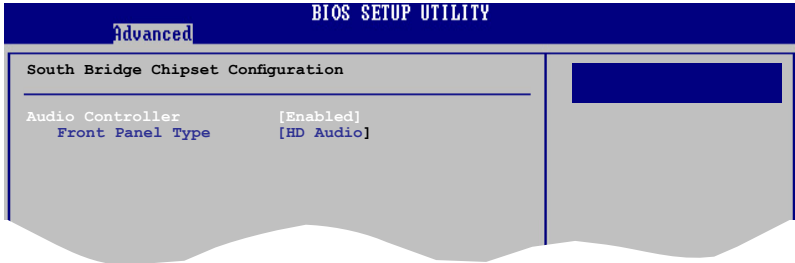 BIOS SETUP UTILITY
Advanced
South Bridge Chipset Configuration
Audio Controller [Enabled]
Front Panel Type [HD Audio]